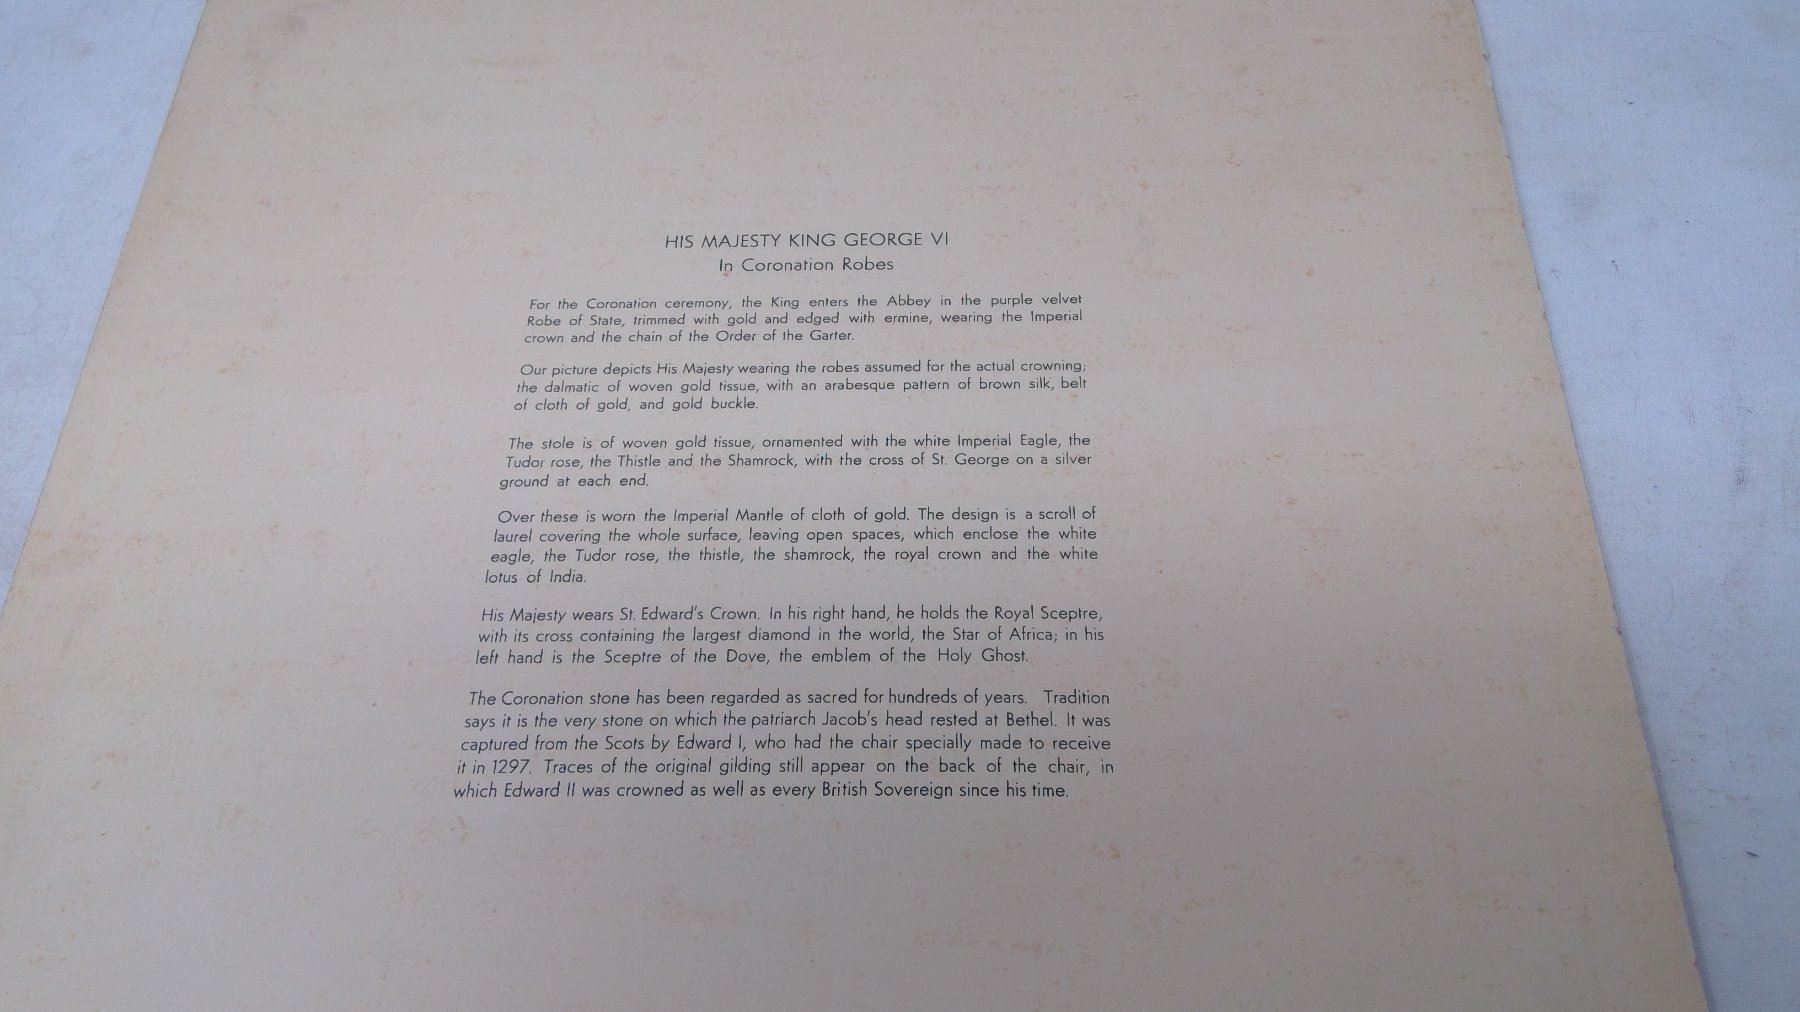 HIS MAJESTY KING GEORGE VI
In Coronation Robes
For the Coronation ceremony, the King enters the Abbey in the purple velvet
Robe of State, trimmed with gold and edged with ermine, wearing the Imperial
crown and the chain of the Order of the Garter.
Our picture depicts His Majesty wearing the robes assumed for the actual crowning;
the dalmatic of woven gold tissue, with an arabesque pattern of brown silk, belt
of cloth of gold, and gold buckle.
The stole is of woven gold tissue, ornamented with the white Imperial Eagle, the
Tudor rose, the Thistle and the Shamrock, with the cross of St. George on a silver
ground at each end.
Over these is worn the Imperial Mantle of cloth of gold. The design is a scroll of
laurel covering the whole surface, leaving open spaces, which enclose the white
eagle, the Tudor rose, the thistle, the shamrock, the royal crown and the white
lotus of India.
His Majesty wears St. Edward's Crown. In his right hand, he holds the Royal Sceptre,
with its cross containing the largest diamond in the world, the Star of Africa; in his
left hand is the Sceptre of the Dove, the emblem of the Holy Ghost.
The Coronation stone has been regarded as sacred for hundreds of years. Tradition
says it is the very stone on which the patriarch Jacob's head rested at Bethel. It was
captured from the Scots by Edward I, who had the chair specially made to receive
it in 1297. Traces of the original gilding still appear on the back of the chair, in
which Edward II was crowned as well as every British Sovereign since his time.